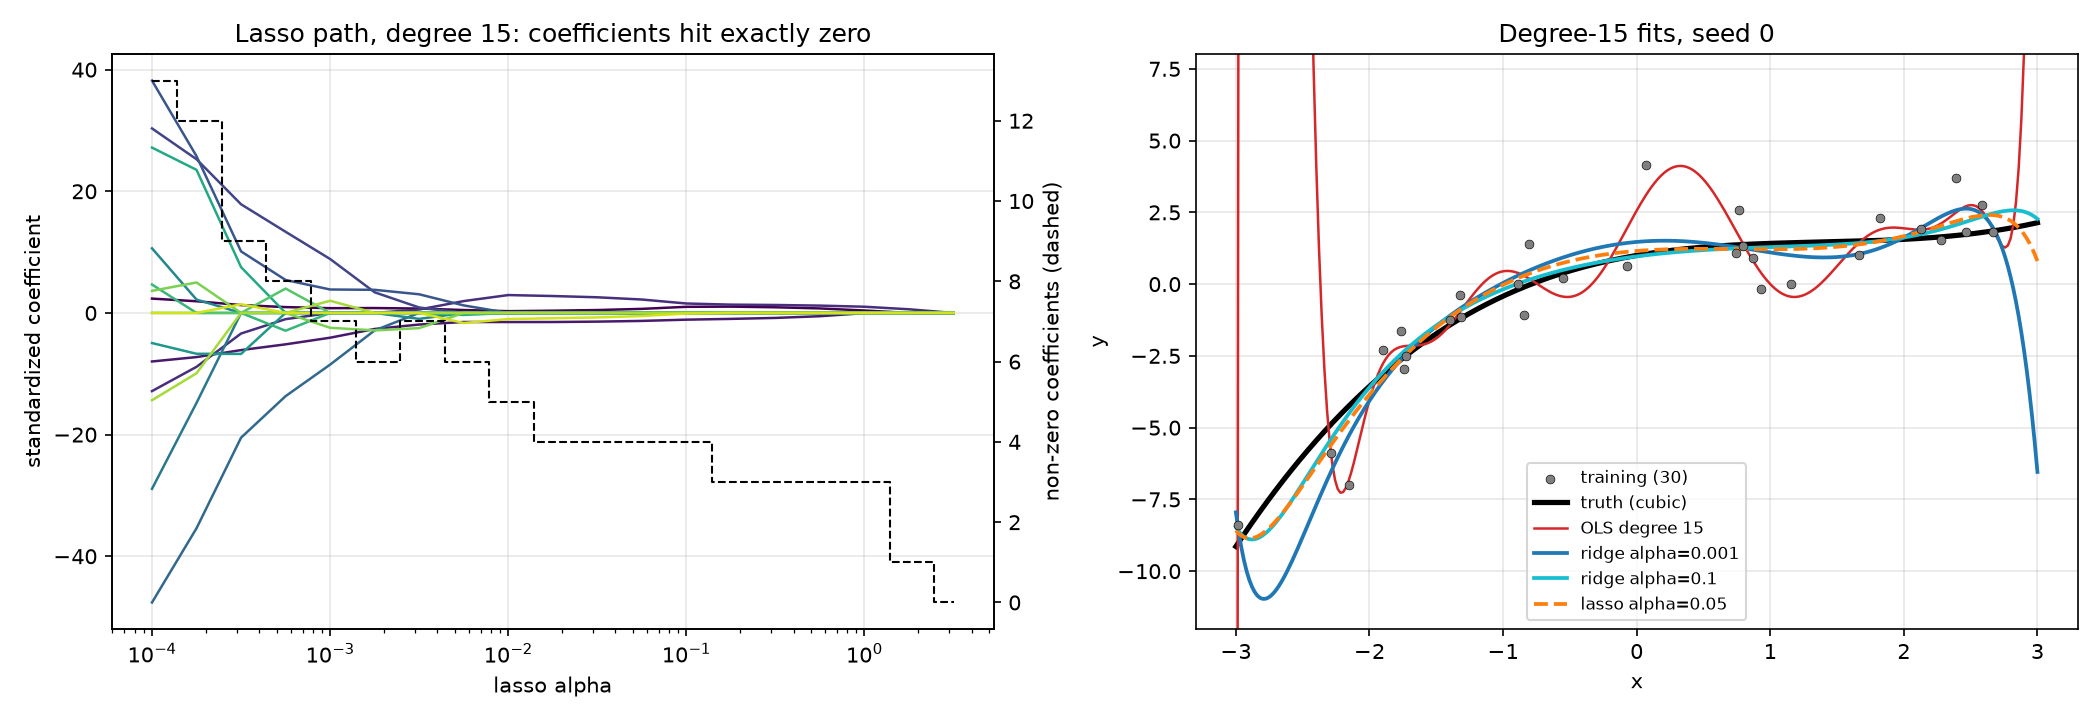 Lasso path, degree 15: coefficients hit exactly zero
standardized coefficient
40
20
0
−20
−40
12
10
8
6
4
2
0
non-zero coefficients (dashed)
10⁻⁴ 10⁻³ 10⁻² 10⁻¹ 10⁰
lasso alpha
Degree-15 fits, seed 0
y
7.5
5.0
2.5
0.0
−2.5
−5.0
−7.5
−10.0
training (30)
truth (cubic)
OLS degree 15
ridge alpha=0.001
ridge alpha=0.1
lasso alpha=0.05
−3 −2 −1 0 1 2 3
x